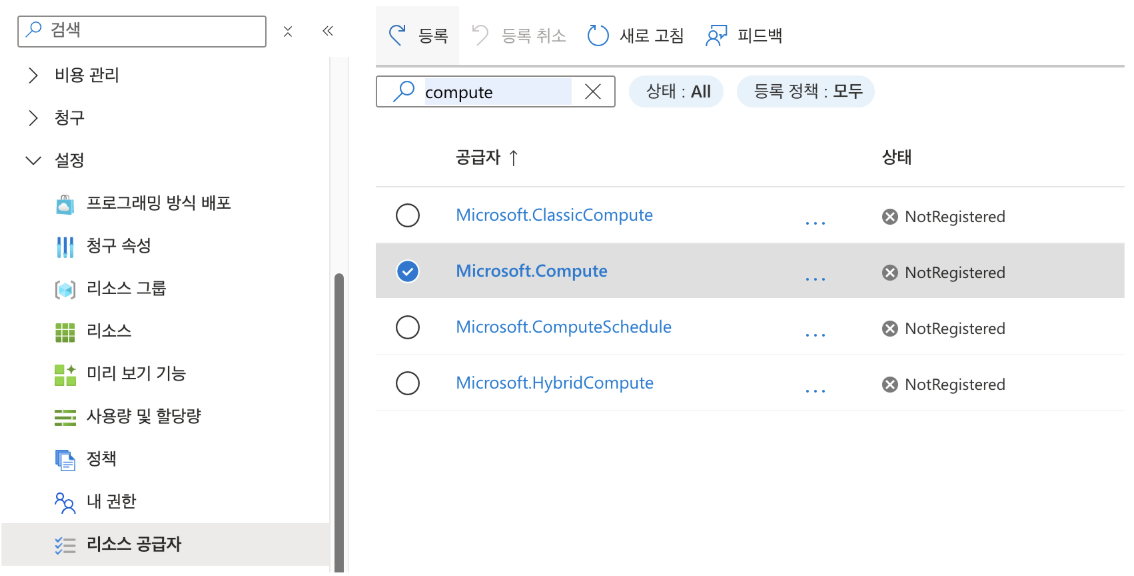 검색
비용 관리
청구
설정
프로그래밍 방식 배포
청구 속성
리소스 그룹
리소스
미리 보기 기능
사용량 및 할당량
정책
내 권한
리소스 공급자
등록 등록 취소 새로 고침 피드백
compute 상태 : All 등록 정책 : 모두
공급자 ↑ 상태
Microsoft.ClassicCompute ... NotRegistered
Microsoft.Compute ... NotRegistered
Microsoft.ComputeSchedule ... NotRegistered
Microsoft.HybridCompute ... NotRegistered